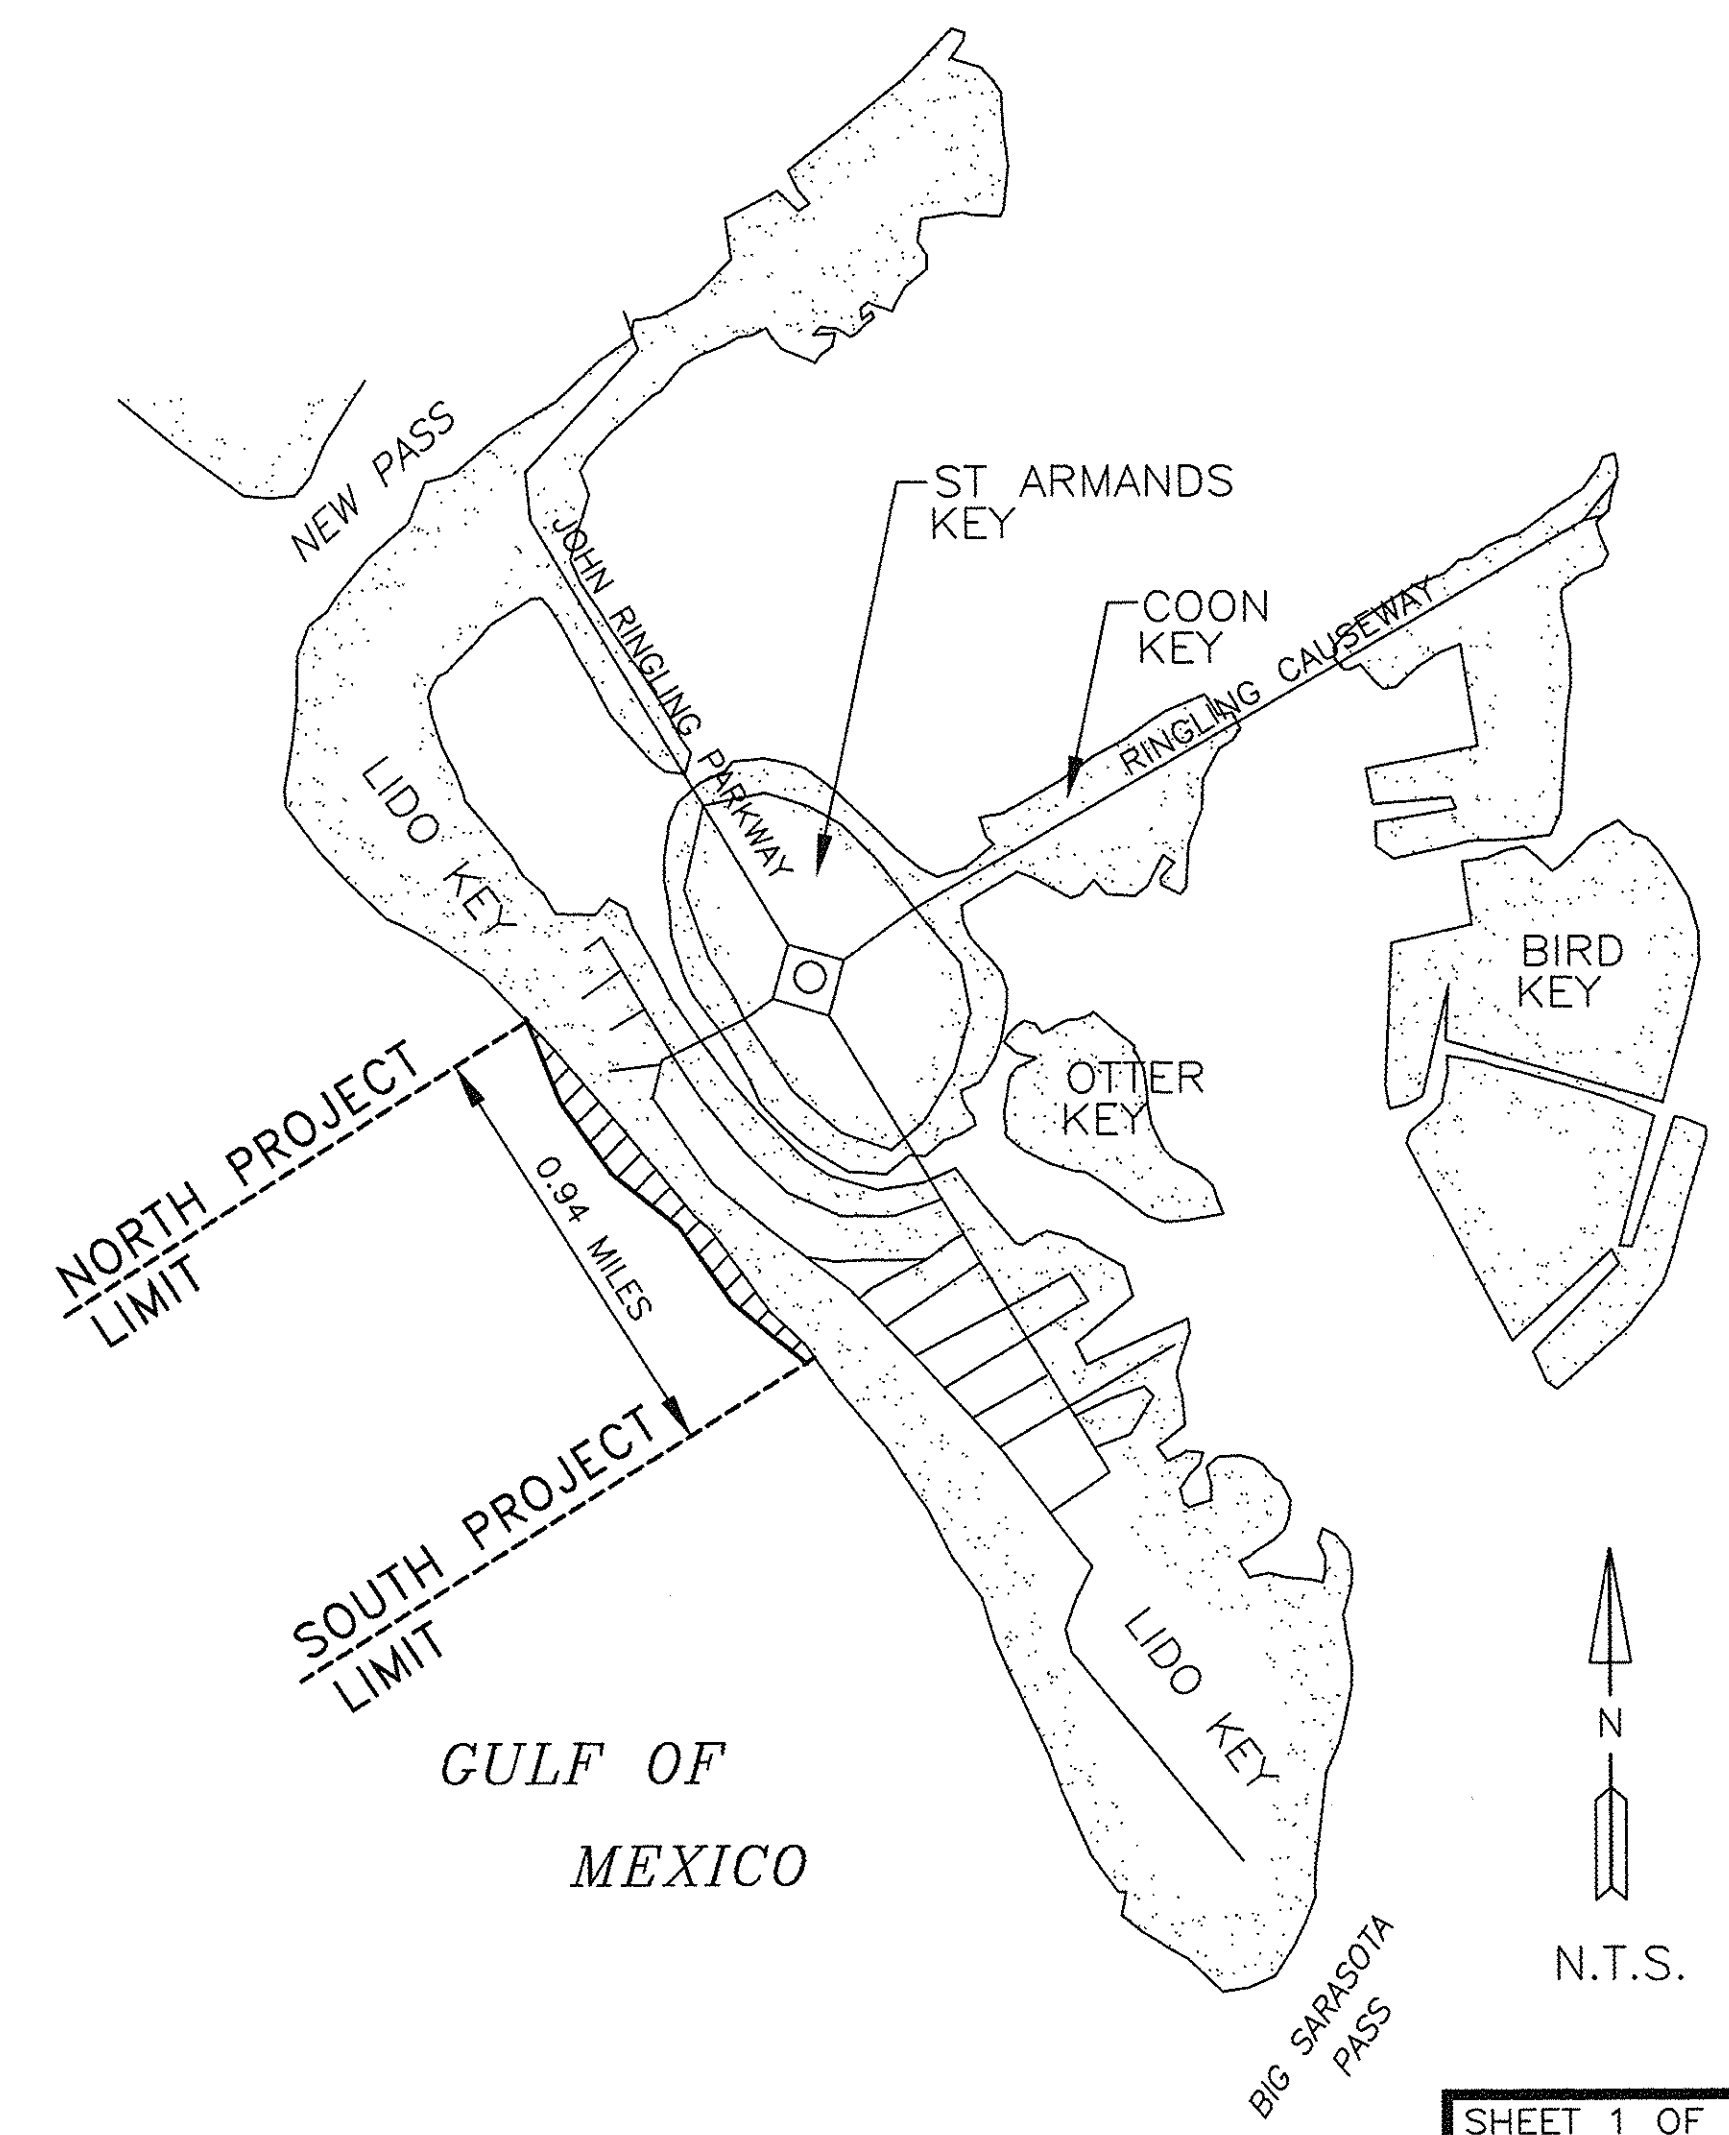 NEW PASS
ST ARMANDS
KEY
JOHN RINGLING PARKWAY
COON
KEY
RINGLING CAUSEWAY
LIDO KEY
BIRD
KEY
OTTER
KEY
NORTH PROJECT
LIMIT
0.94 MILES
SOUTH PROJECT
LIMIT
LIDO KEY
GULF OF
MEXICO
N
N.T.S.
BIG SARASOTA
PASS
SHEET 1 OF